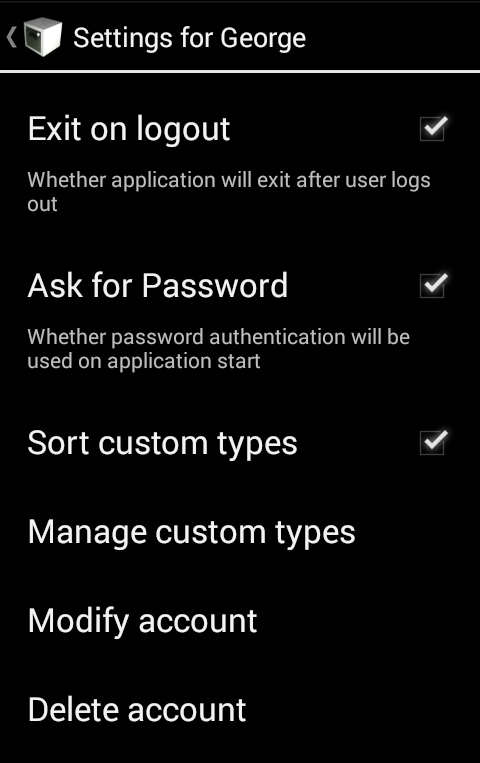 Settings for George
Exit on logout
Whether application will exit after user logs
out
Ask for Password
Whether password authentication will be
used on application start
Sort custom types
Manage custom types
Modify account
Delete account